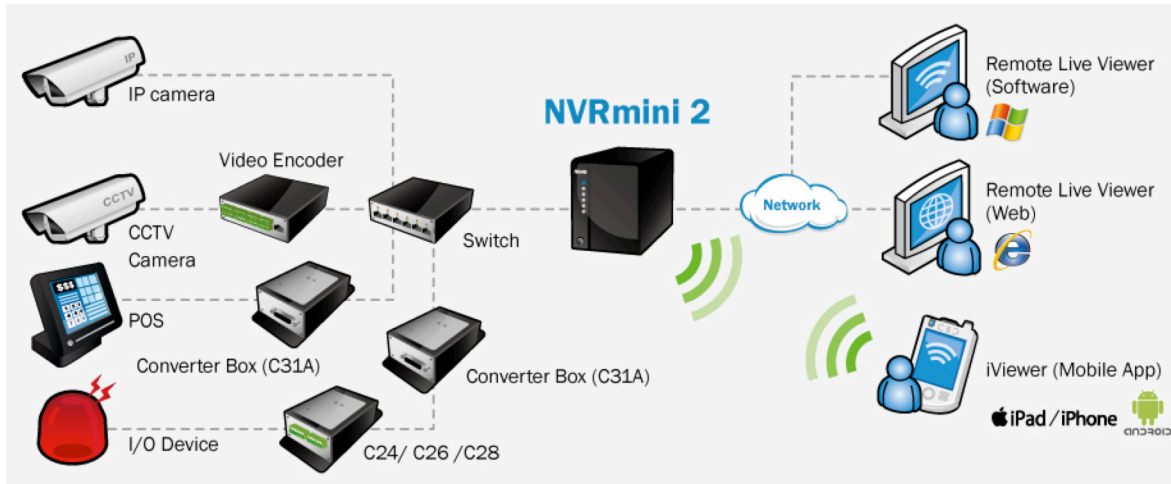 IP
IP camera
CCTV
CCTV
Camera
Video Encoder
Switch
$$$
POS
Converter Box (C31A)
Converter Box (C31A)
I/O Device
C24/ C26 /C28
NVRmini 2
Network
Remote Live Viewer
(Software)
Remote Live Viewer
(Web)
iViewer (Mobile App)
iPad / iPhone
ANDROID